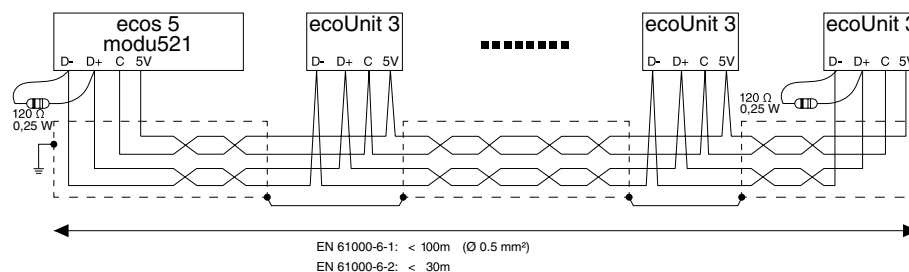 ecos 5
modu521
D- D+ C 5V
120 Ω
0,25 W
ecoUnit 3
D- D+ C 5V
ecoUnit 3
D- D+ C 5V
ecoUnit 3
D- D+ C 5V
120 Ω
0,25 W
EN 61000-6-1: < 100m (Ø 0.5 mm²)
EN 61000-6-2: < 30m